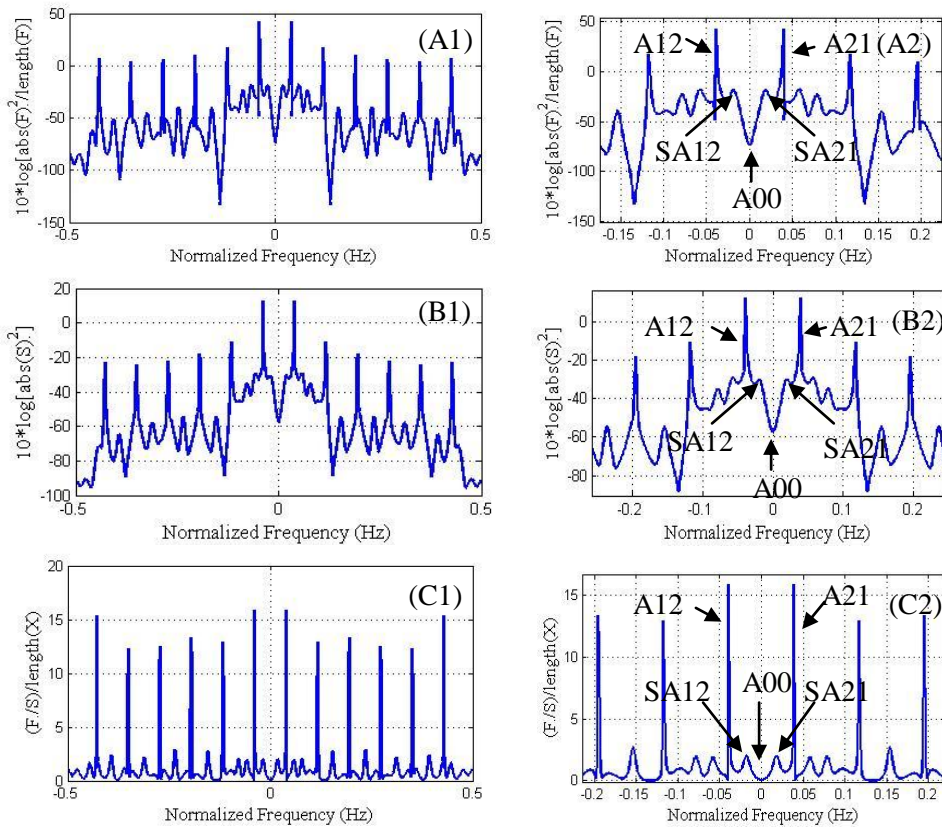 (A1)
50
0
-50
-100
-150
-0.5
0
0.5
10*log[abs(F).²/length(F)
Normalized Frequency (Hz)
A12
A21
(A2)
SA12
SA21
A00
50
0
-50
-100
-150
-0.15
-0.1
-0.05
0
0.05
0.1
0.15
0.2
10*log[abs(F).²/length(F)
Normalized Frequency (Hz)
(B1)
20
0
-20
-40
-60
-80
-100
-0.5
0
0.5
10*log[abs(S).²]
Normalized Frequency (Hz)
A12
A21
(B2)
SA12
SA21
A00
0
-20
-40
-60
-80
-0.2
-0.1
0
0.1
0.2
10*log[abs(S).²]
Normalized Frequency (Hz)
(C1)
20
15
10
5
0
-0.5
0
0.5
(F/S)/length(X)
Normalized Frequency (Hz)
A12
A21
(C2)
SA12
A00
SA21
15
10
5
0
-0.2
-0.15
-0.1
-0.05
0
0.05
0.1
0.15
0.2
(F/S)/length(X)
Normalized Frequency (Hz)